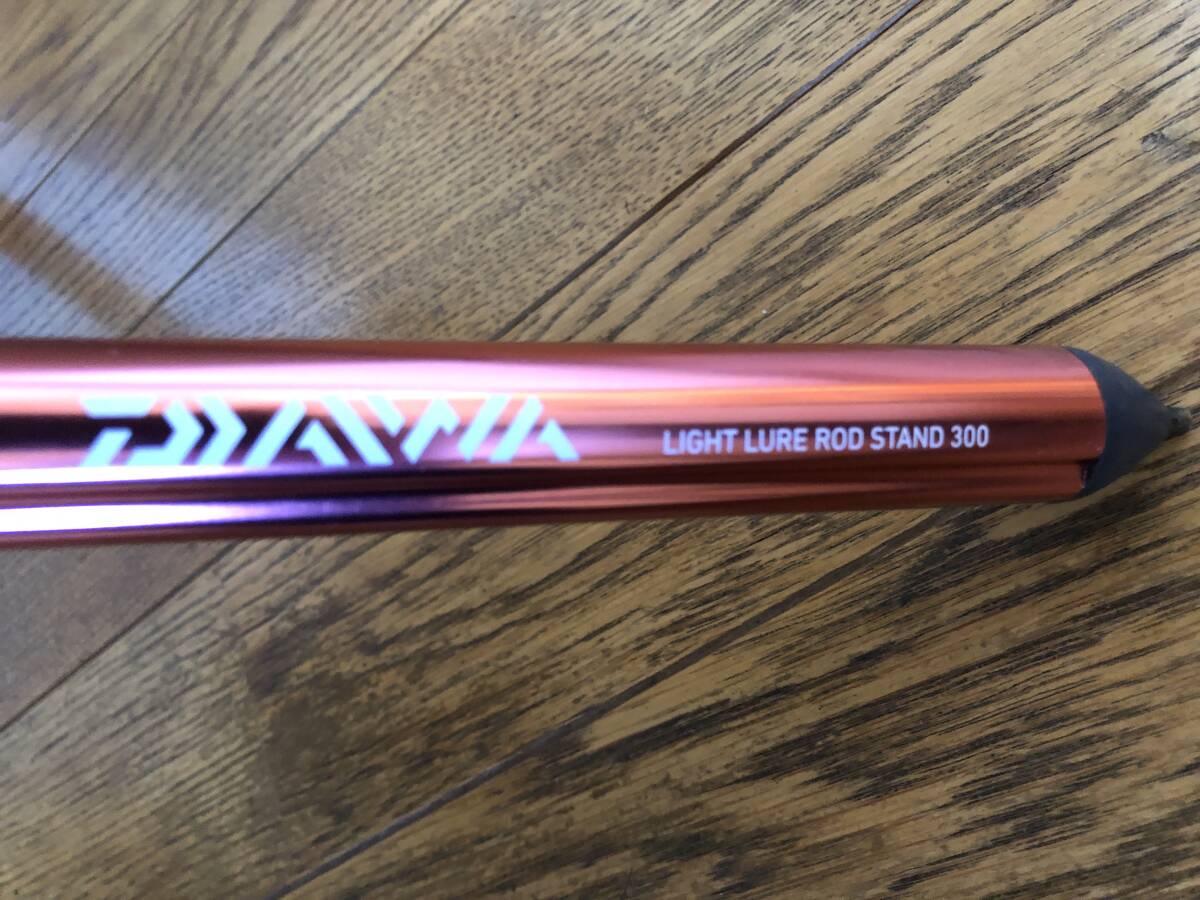 DAIWA
LIGHT LURE ROD STAND 300